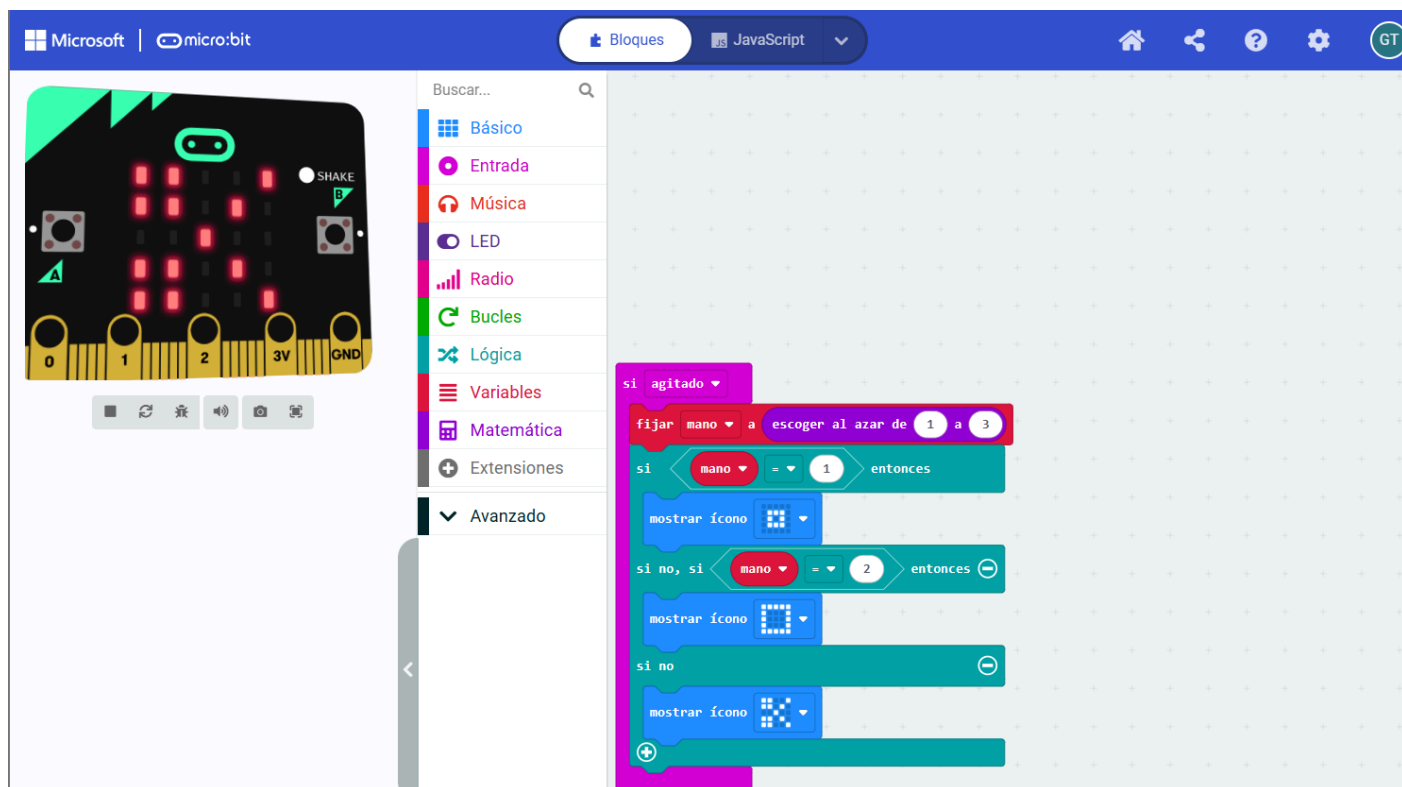 Microsoft | micro:bit
Bloques
JS JavaScript
GT
SHAKE
B
A
0 1 2 3V GND
Buscar...
Básico
Entrada
Música
LED
Radio
Bucles
Lógica
Variables
Matemática
Extensiones
Avanzado
si agitado
fijar mano a escoger al azar de 1 a 3
si mano = 1 entonces
mostrar ícono
si no, si mano = 2 entonces
mostrar ícono
si no
mostrar ícono